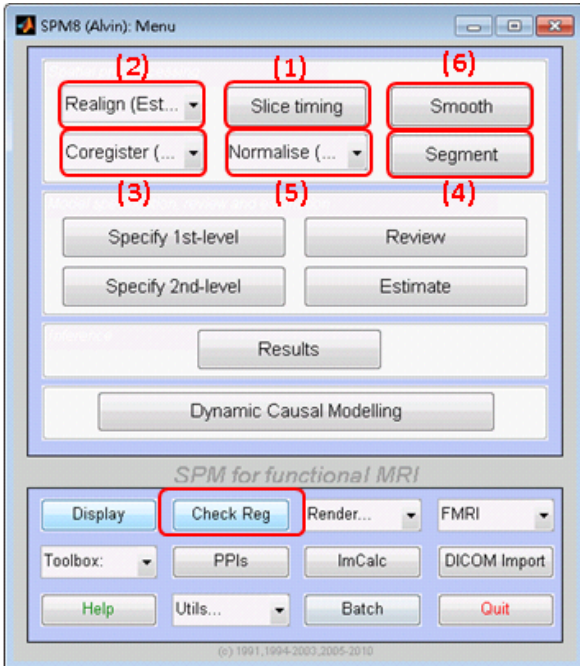 SPM8 (Alvin): Menu
(2) (1) (6)
Realign (Est... Slice timing Smooth
Coregister (... Normalise (... Segment
(3) (5) (4)
Specify 1st-level Review
Specify 2nd-level Estimate
Inference
Results
Dynamic Causal Modelling
SPM for functional MRI
Display Check Reg Render... FMRI
Toolbox: PPIs ImCalc DICOM Import
Help Utils... Batch Quit
(c) 1991,1994-2003,2005-2010